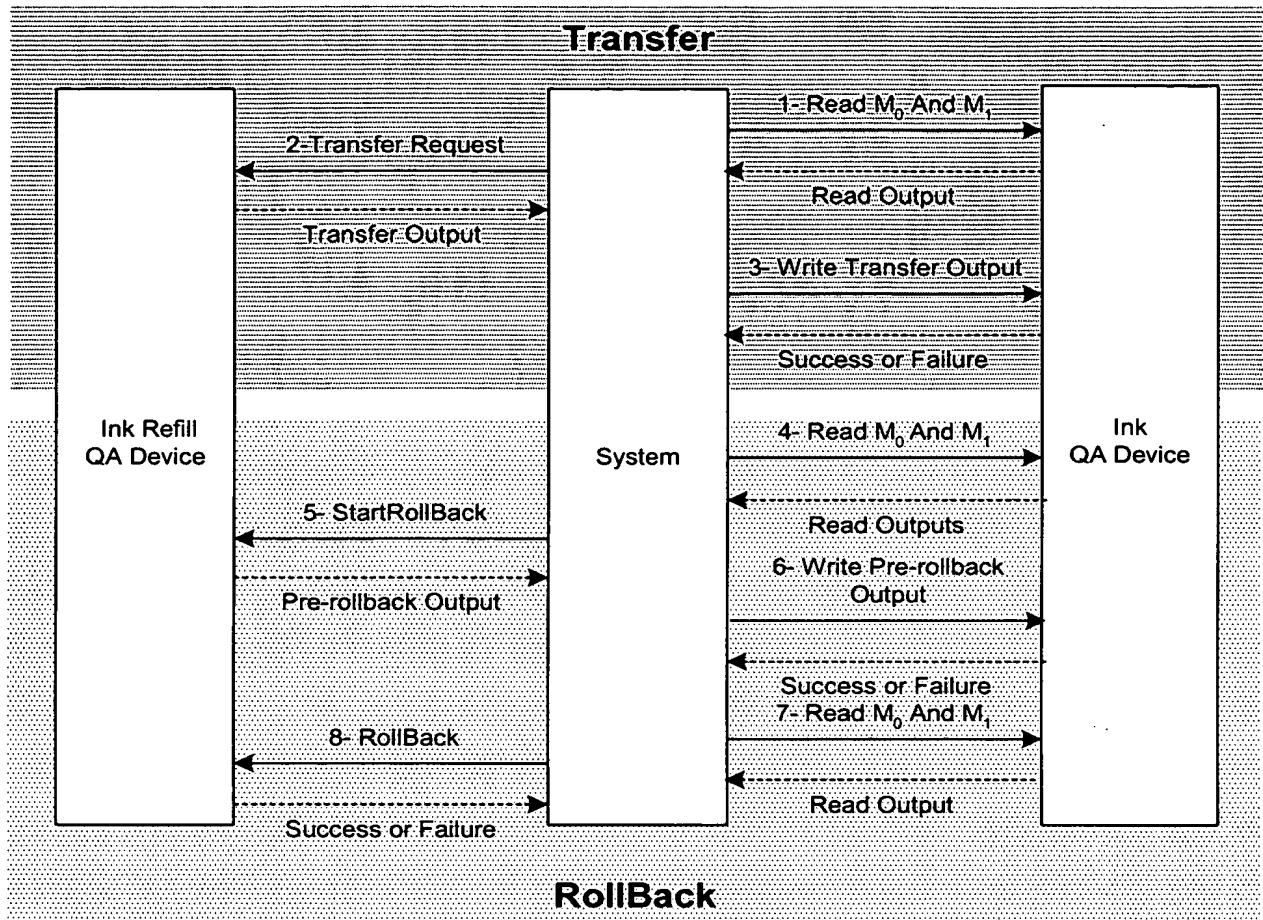 Transfer
1- Read M₀ And M₁
2-Transfer Request
Read Output
Transfer Output
3- Write Transfer Output
Success or Failure
Ink Refill
QA Device
System
Ink
QA Device
4- Read M₀ And M₁
Read Outputs
5- StartRollBack
Pre-rollback Output
6- Write Pre-rollback
Output
Success or Failure
7- Read M₀ And M₁
8- RollBack
Read Output
Success or Failure
RollBack